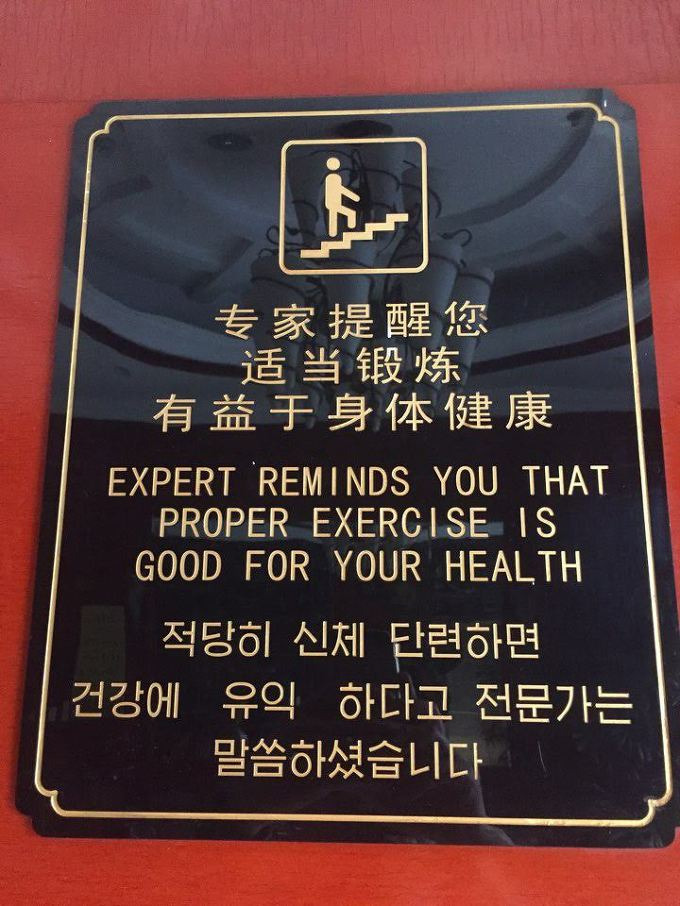 专家提醒您
适当锻炼
有益于身体健康
EXPERT REMINDS YOU THAT
PROPER EXERCISE IS
GOOD FOR YOUR HEALTH
적당히 신체 단련하면
건강에 유익 하다고 전문가는
말씀하셨습니다